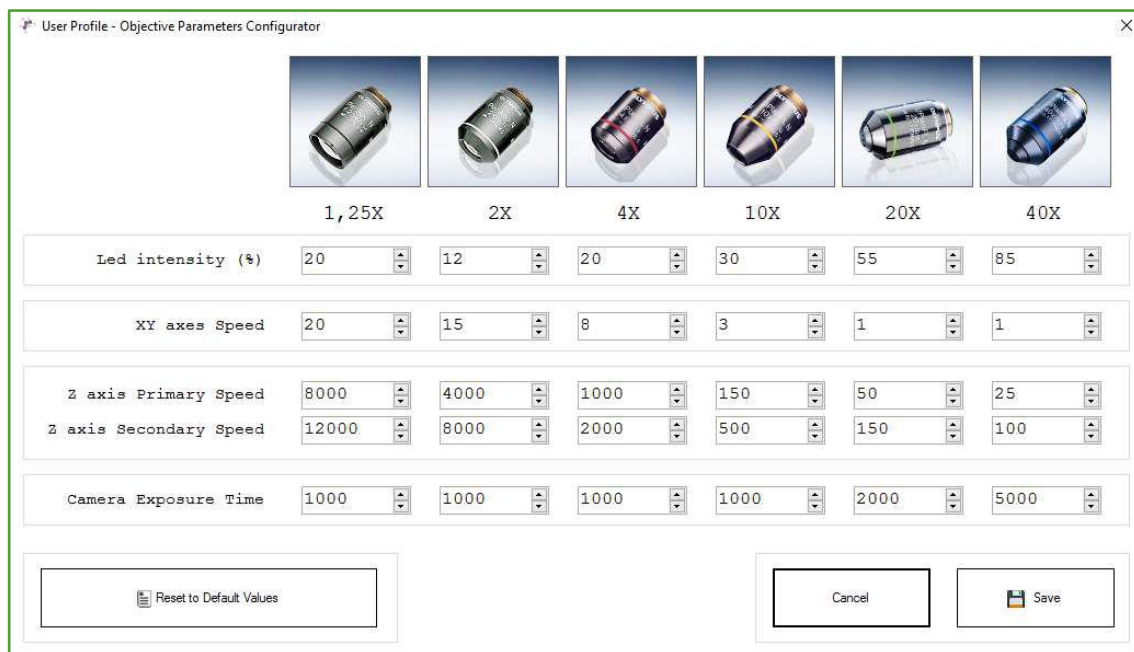 User Profile - Objective Parameters Configurator
1,25X 2X 4X 10X 20X 40X
Led intensity (%) 20 12 20 30 55 85
XY axes Speed 20 15 8 3 1 1
Z axis Primary Speed 8000 4000 1000 150 50 25
Z axis Secondary Speed 12000 8000 2000 500 150 100
Camera Exposure Time 1000 1000 1000 1000 2000 5000
Reset to Default Values Cancel Save